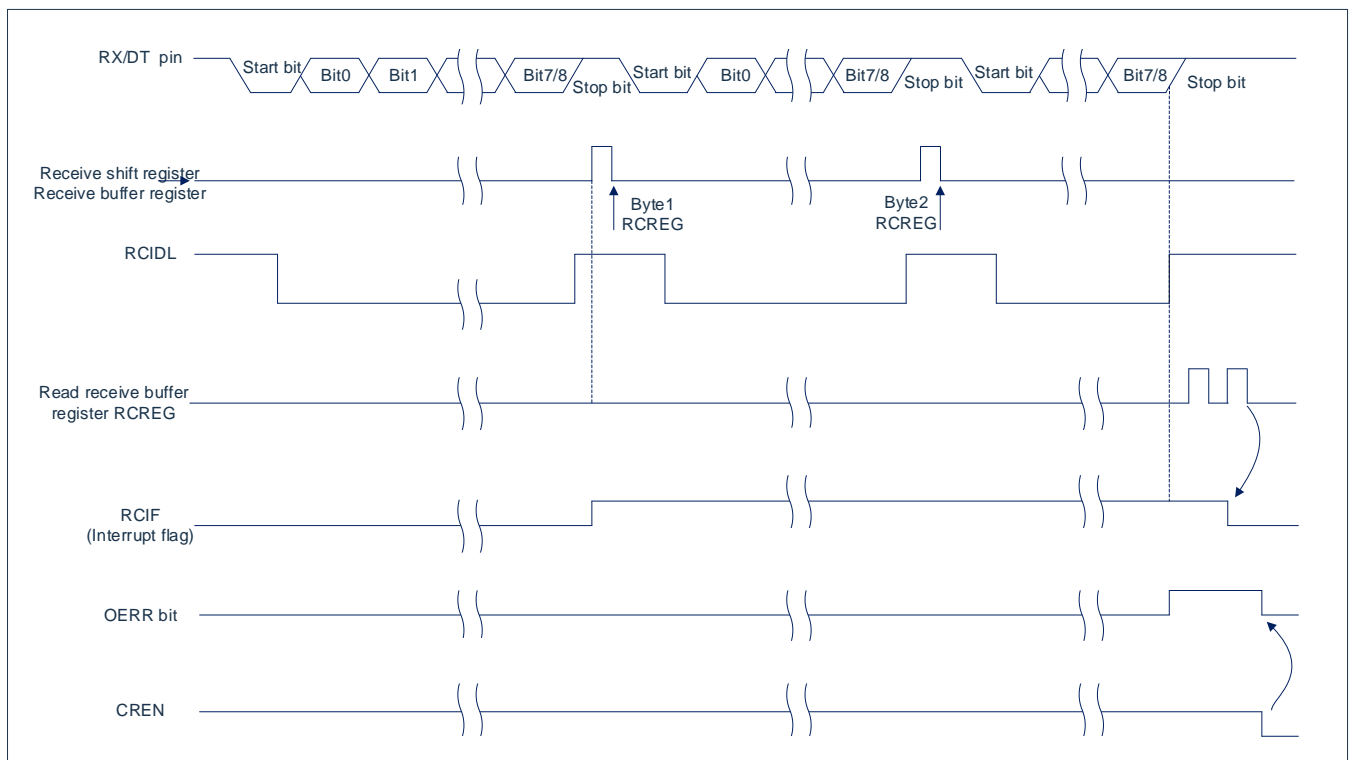 RX/DT pin
Start bit
Bit0
Bit1
Bit7/8
Stop bit
Start bit
Bit0
Bit7/8
Stop bit
Start bit
Bit7/8
Stop bit
Receive shift register
Receive buffer register
Byte1
RCREG
Byte2
RCREG
RCIDL
Read receive buffer
register RCREG
RCIF
(Interrupt flag)
OERR bit
CREN